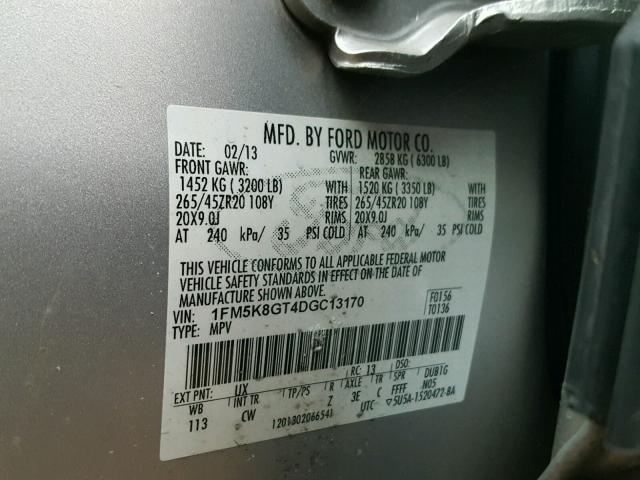 MFD. BY FORD MOTOR CO.
DATE: 02/13 GVWR: 2858 KG ( 6300 LB)
FRONT GAWR: REAR GAWR:
1452 KG ( 3200 LB) WITH 1520 KG ( 3350 LB) WITH
265/45ZR20 108Y TIRES 265/45ZR20 108Y TIRES
20X9.0J RIMS 20X9.0J RIMS
AT 240 kPa/ 35 PSI COLD AT 240 kPa/ 35 PSI COLD
THIS VEHICLE CONFORMS TO ALL APPLICABLE FEDERAL MOTOR
VEHICLE SAFETY STANDARDS IN EFFECT ON THE DATE OF
MANUFACTURE SHOWN ABOVE.
VIN: 1FM5K8GT4DGC13170 F0156
TYPE: MPV T0136
EXT PNT: UX RC: 13 DSO:
WB INT TR TP/PS R AXLE TR SPR DUB1G
113 CW Z 3E C FFFF N05
1201302066541 UTC ▽5U5A-1520472-BA